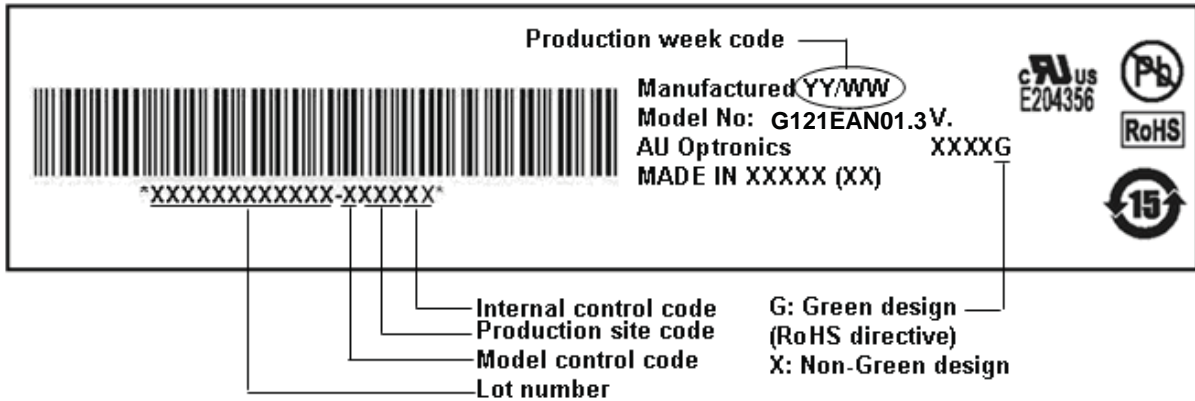 Production week code
Manufactured YY/WW
Model No: G121EAN01.3 V.
AU Optronics XXXXG
MADE IN XXXXX (XX)
*XXXXXXXXXXXX-XXXXXX*
c RU US
E204356
Pb
RoHS
15
Internal control code
Production site code
Model control code
Lot number
G: Green design
(RoHS directive)
X: Non-Green design